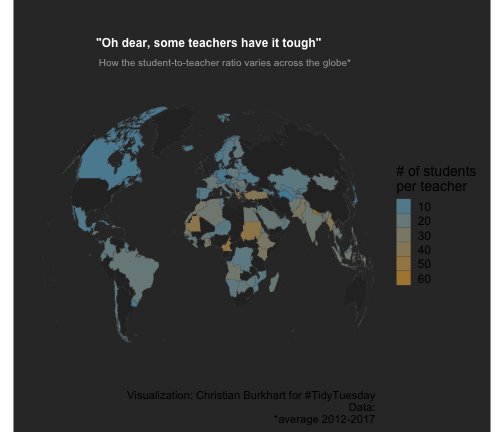 "Oh dear, some teachers have it tough"
How the student-to-teacher ratio varies across the globe*
# of students
per teacher
10
20
30
40
50
60
Visualization: Christian Burkhart for #TidyTuesday
Data:
*average 2012-2017